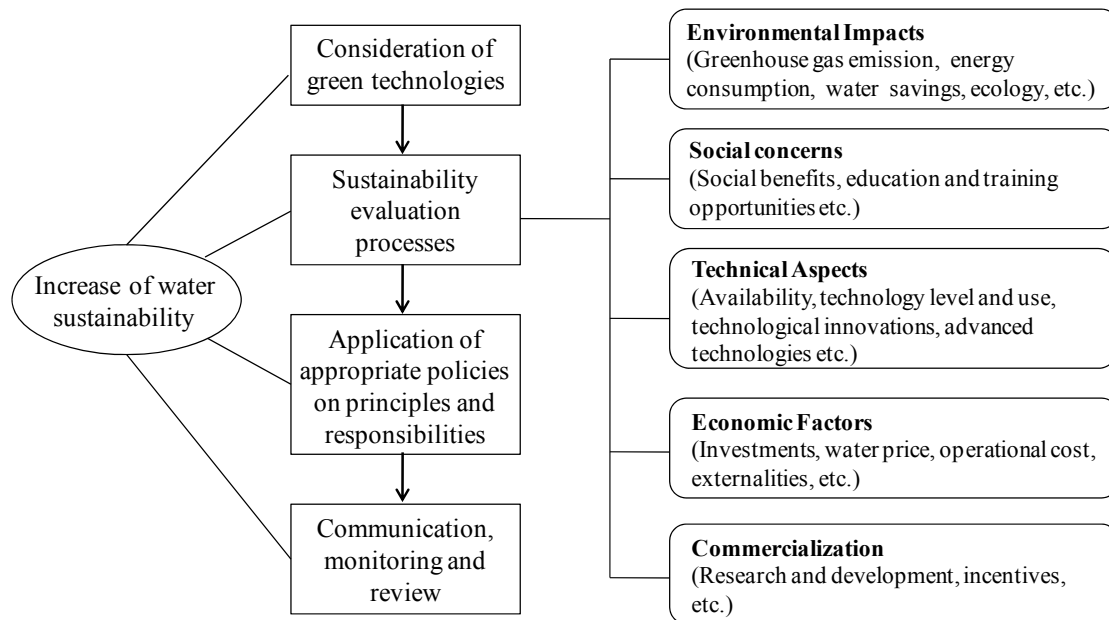 Increase of water
sustainability
Consideration of
green technologies
Sustainability
evaluation
processes
Application of
appropriate policies
on principles and
responsibilities
Communication,
monitoring and
review
Environmental Impacts
(Greenhouse gas emission, energy
consumption, water savings, ecology, etc.)
Social concerns
(Social benefits, education and training
opportunities etc.)
Technical Aspects
(Availability, technology level and use,
technological innovations, advanced
technologies etc.)
Economic Factors
(Investments, water price, operational cost,
externalities, etc.)
Commercialization
(Research and development, incentives,
etc.)